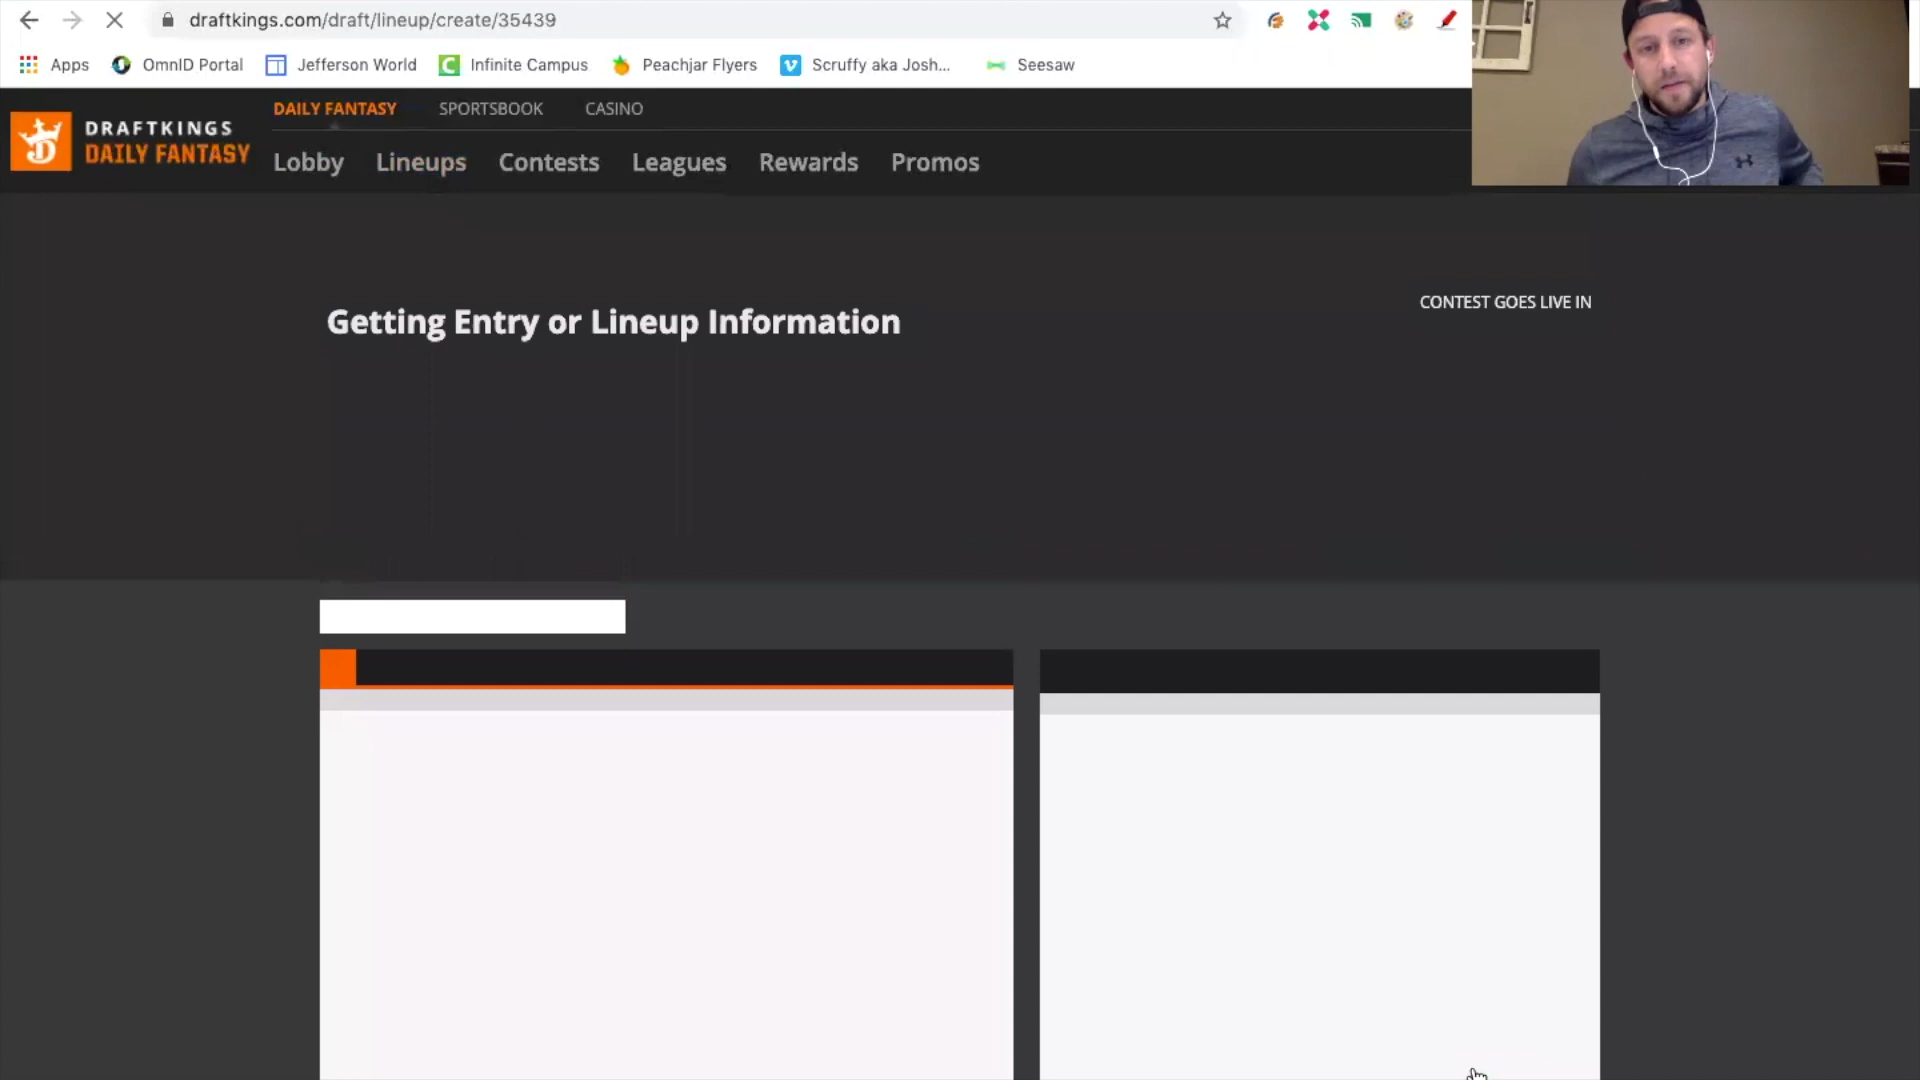 draftkings.com/draft/lineup/create/35439
Apps OmnID Portal Jefferson World Infinite Campus Peachjar Flyers Scruffy aka Josh... Seesaw
DAILY FANTASY SPORTSBOOK CASINO
DRAFTKINGS
DAILY FANTASY
Lobby Lineups Contests Leagues Rewards Promos
Getting Entry or Lineup Information
CONTEST GOES LIVE IN